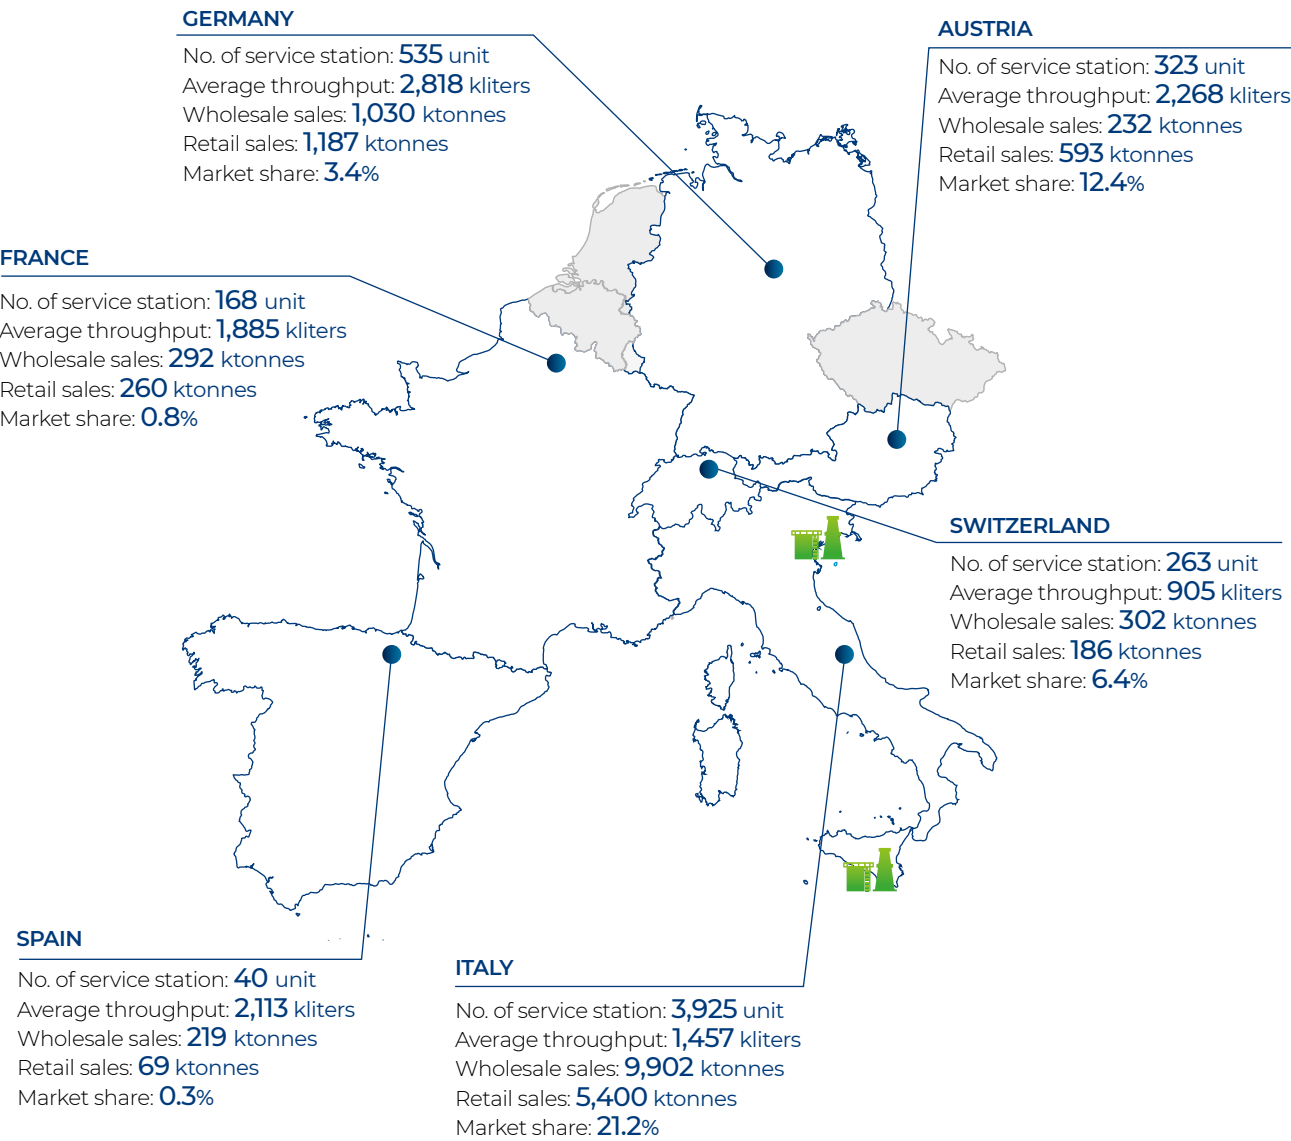 GERMANY
No. of service station: 535 unit
Average throughput: 2,818 kliters
Wholesale sales: 1,030 ktonnes
Retail sales: 1,187 ktonnes
Market share: 3.4%
AUSTRIA
No. of service station: 323 unit
Average throughput: 2,268 kliters
Wholesale sales: 232 ktonnes
Retail sales: 593 ktonnes
Market share: 12.4%
FRANCE
No. of service station: 168 unit
Average throughput: 1,885 kliters
Wholesale sales: 292 ktonnes
Retail sales: 260 ktonnes
Market share: 0.8%
SWITZERLAND
No. of service station: 263 unit
Average throughput: 905 kliters
Wholesale sales: 302 ktonnes
Retail sales: 186 ktonnes
Market share: 6.4%
SPAIN
No. of service station: 40 unit
Average throughput: 2,113 kliters
Wholesale sales: 219 ktonnes
Retail sales: 69 ktonnes
Market share: 0.3%
ITALY
No. of service station: 3,925 unit
Average throughput: 1,457 kliters
Wholesale sales: 9,902 ktonnes
Retail sales: 5,400 ktonnes
Market share: 21.2%